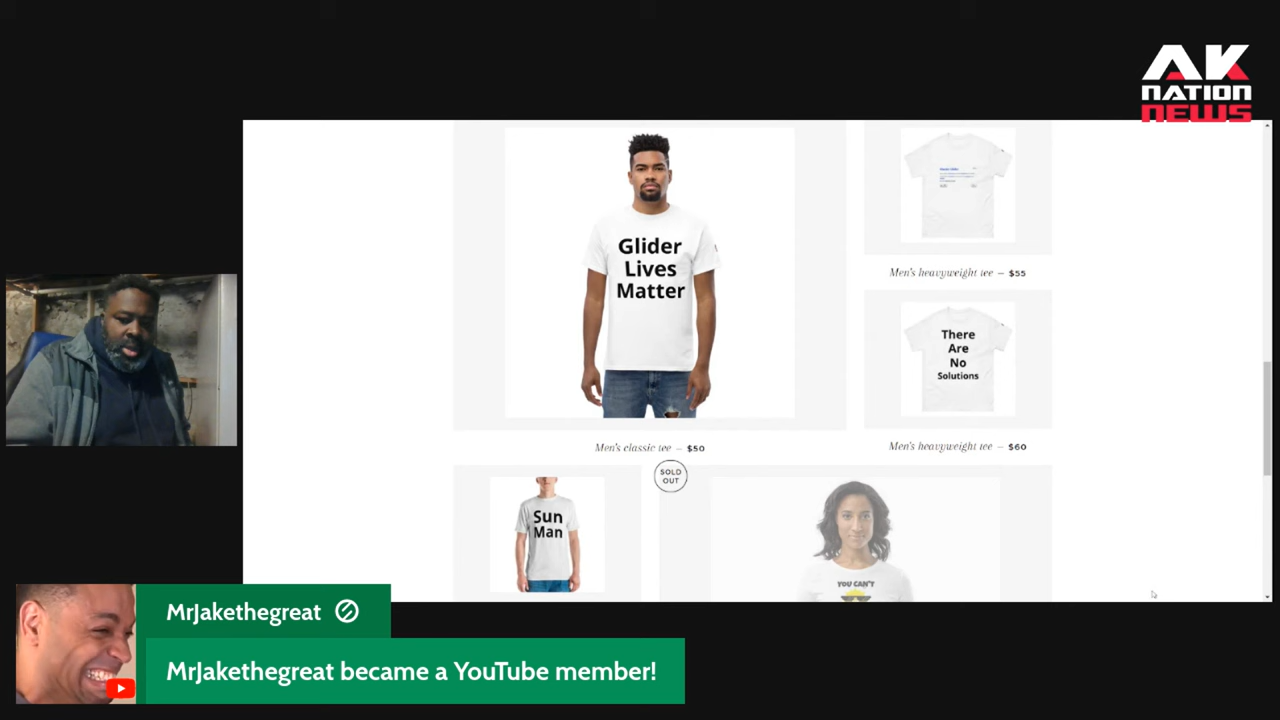 AK
NATION
NEWS
Glider
Lives
Matter
Men's heavyweight tee — $55
There
Are
No
Solutions
Men's classic tee — $50
Men's heavyweight tee — $60
SOLD
OUT
Sun
Man
YOU CAN'T
MrJakethegreat
MrJakethegreat became a YouTube member!